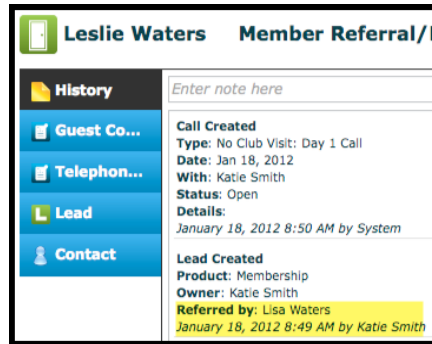 Leslie Waters Member Referral/
History
Guest Co...
Telephon...
Lead
Contact
Enter note here
Call Created
Type: No Club Visit: Day 1 Call
Date: Jan 18, 2012
With: Katie Smith
Status: Open
Details:
January 18, 2012 8:50 AM by System
Lead Created
Product: Membership
Owner: Katie Smith
Referred by: Lisa Waters
January 18, 2012 8:49 AM by Katie Smith